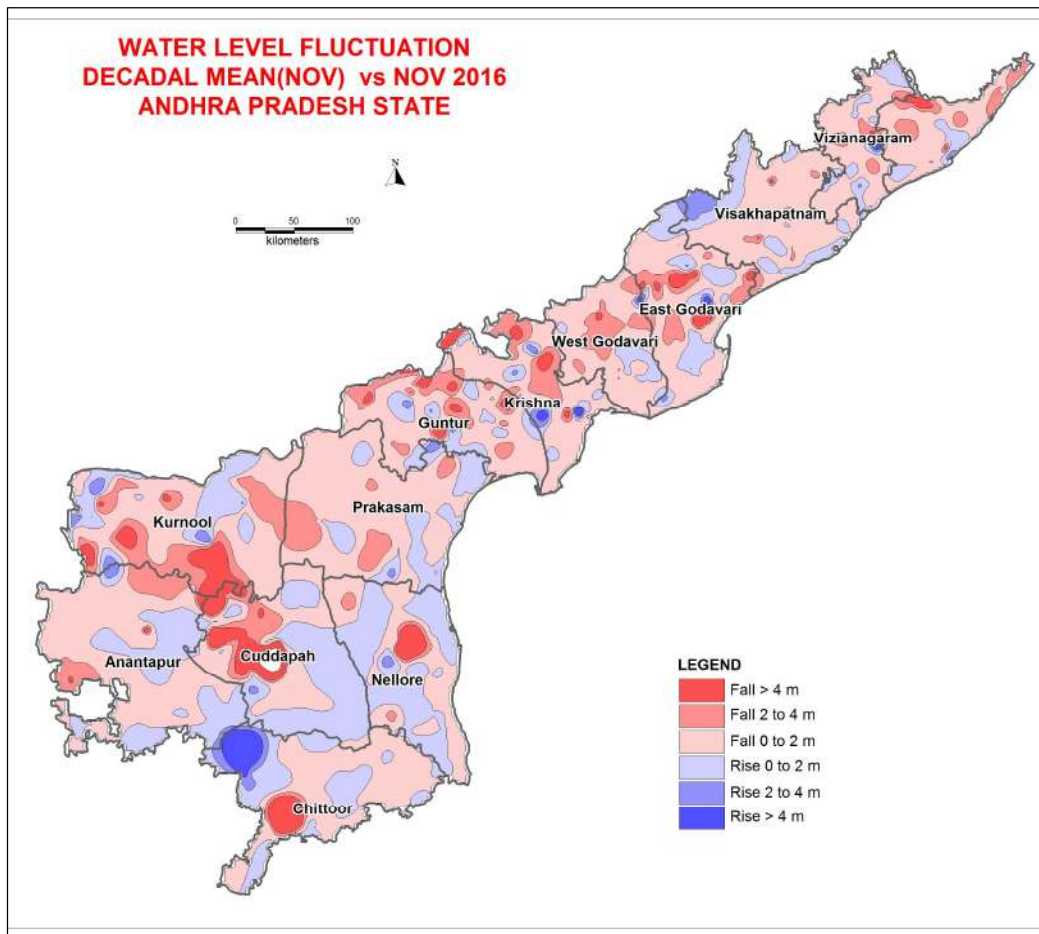 WATER LEVEL FLUCTUATION
DECADAL MEAN(NOV) vs NOV 2016
ANDHRA PRADESH STATE
N
0 50 100
kilometers
Vizianagaram
Visakhapatnam
East Godavari
West Godavari
Krishna
Guntur
Prakasam
Kurnool
Anantapur
Cuddapah
Nellore
Chittoor
LEGEND
Fall > 4 m
Fall 2 to 4 m
Fall 0 to 2 m
Rise 0 to 2 m
Rise 2 to 4 m
Rise > 4 m